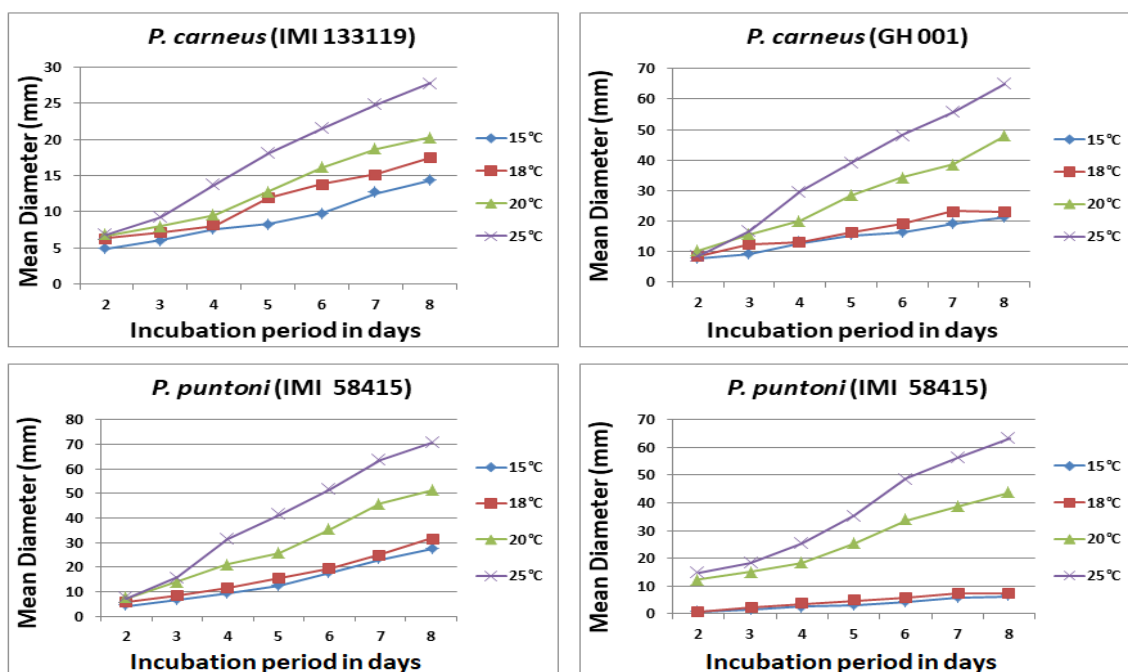 P. carneus (IMI 133119)
Mean Diameter (mm)
30
25
20
15
10
5
0
2 3 4 5 6 7 8
Incubation period in days
15°C
18°C
20°C
25°C
P. carneus (GH 001)
Mean Diameter (mm)
70
60
50
40
30
20
10
0
2 3 4 5 6 7 8
Incubation period in days
15°C
18°C
20°C
25°C
P. puntoni (IMI 58415)
Mean Diameter (mm)
80
70
60
50
40
30
20
10
0
2 3 4 5 6 7 8
Incubation period in days
15°C
18°C
20°C
25°C
P. puntoni (IMI 58415)
Mean Diameter (mm)
70
60
50
40
30
20
10
0
2 3 4 5 6 7 8
Incubation period in days
15°C
18°C
20°C
25°C